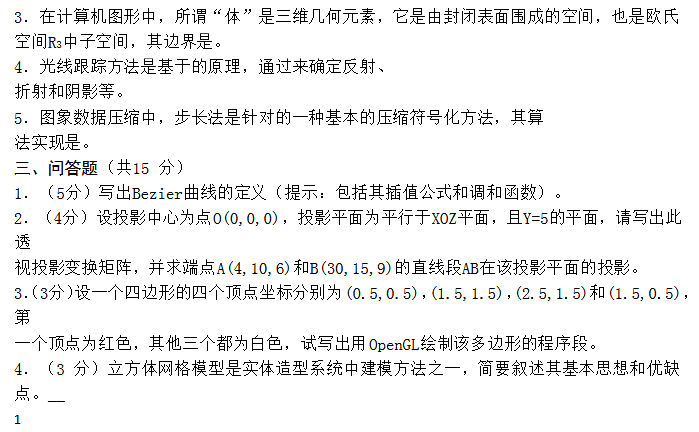 3. 在计算机图形中，所谓“体”是三维几何元素，它是由封闭表面围成的空间，也是欧氏
空间R3中子空间，其边界是。
4. 光线跟踪方法是基于的原理，通过来确定反射、
折射和阴影等。
5. 图象数据压缩中，步长法是针对的一种基本的压缩符号化方法，其算
法实现是。
三、问答题（共15 分）
1. （5分）写出Bezier曲线的定义（提示：包括其插值公式和调和函数）。
2. （4分）设投影中心为点O(0,0,0)，投影平面为平行于XOZ平面，且Y=5的平面，请写出此
透
视投影变换矩阵，并求端点A(4,10,6)和B(30,15,9)的直线段AB在该投影平面的投影。
3.（3分）设一个四边形的四个顶点坐标分别为(0.5,0.5)，(1.5,1.5)，(2.5,1.5)和(1.5,0.5)，
第
一个顶点为红色，其他三个都为白色，试写出用OpenGL绘制该多边形的程序段。
4. （3 分）立方体网格模型是实体造型系统中建模方法之一，简要叙述其基本思想和优缺
点。__
1